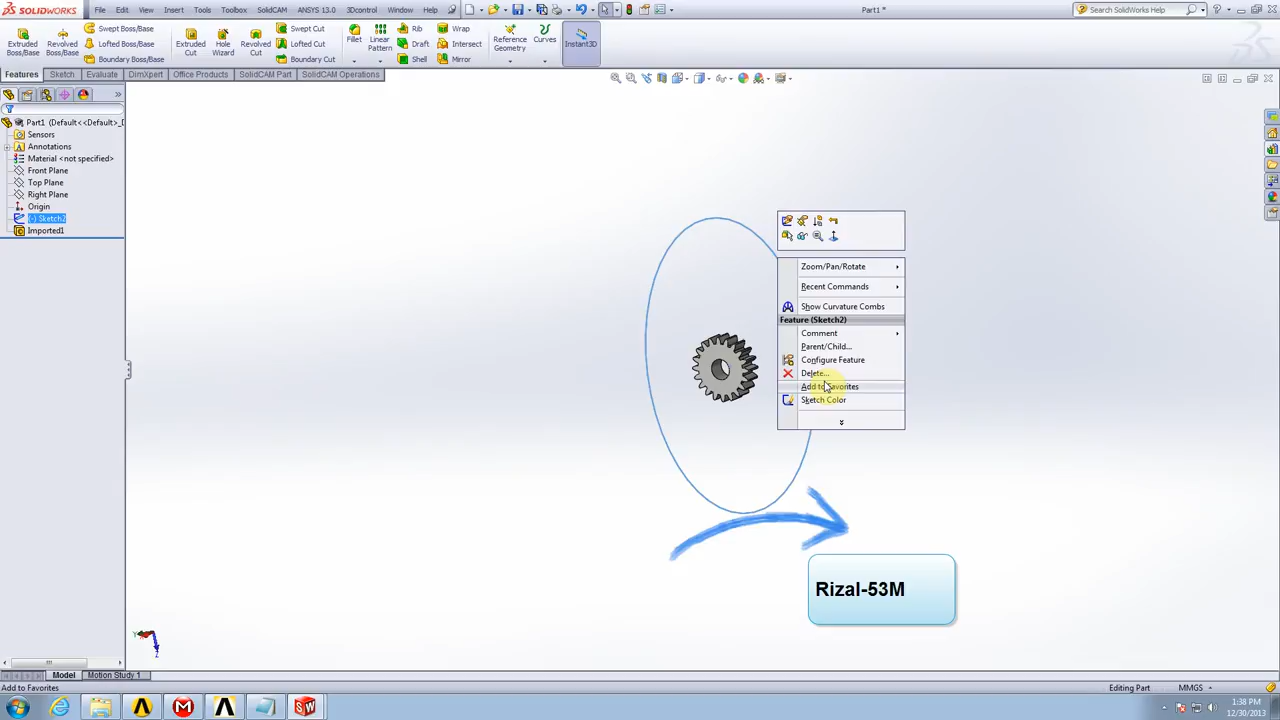 SOLIDWORKS File Edit View Insert Tools Toolbox SolidCAM ANSYS 13.0 3Dcontrol Window Help Part1 * Search SolidWorks Help
Extruded Boss/Base Revolved Boss/Base Swept Boss/Base Extruded Cut Hole Wizard Revolved Cut Swept Cut Fillet Linear Pattern Rib Wrap Reference Geometry Curves Instant3D
Lofted Boss/Base Lofted Cut Draft Intersect
Boundary Boss/Base Boundary Cut Shell Mirror
Features Sketch Evaluate DimXpert Office Products SolidCAM Part SolidCAM Operations
Part1 (Default<<Default>_D
Sensors
Annotations
Material <not specified>
Front Plane
Top Plane
Right Plane
Origin
(-) Sketch2
Imported1
Zoom/Pan/Rotate
Recent Commands
Show Curvature Combs
Feature (Sketch2)
Comment
Parent/Child...
Configure Feature
Delete...
Add to Favorites
Sketch Color
Rizal-53M
Y
Z
Model Motion Study 1
Add to Favorites Editing Part MMGS
1:38 PM
12/30/2013